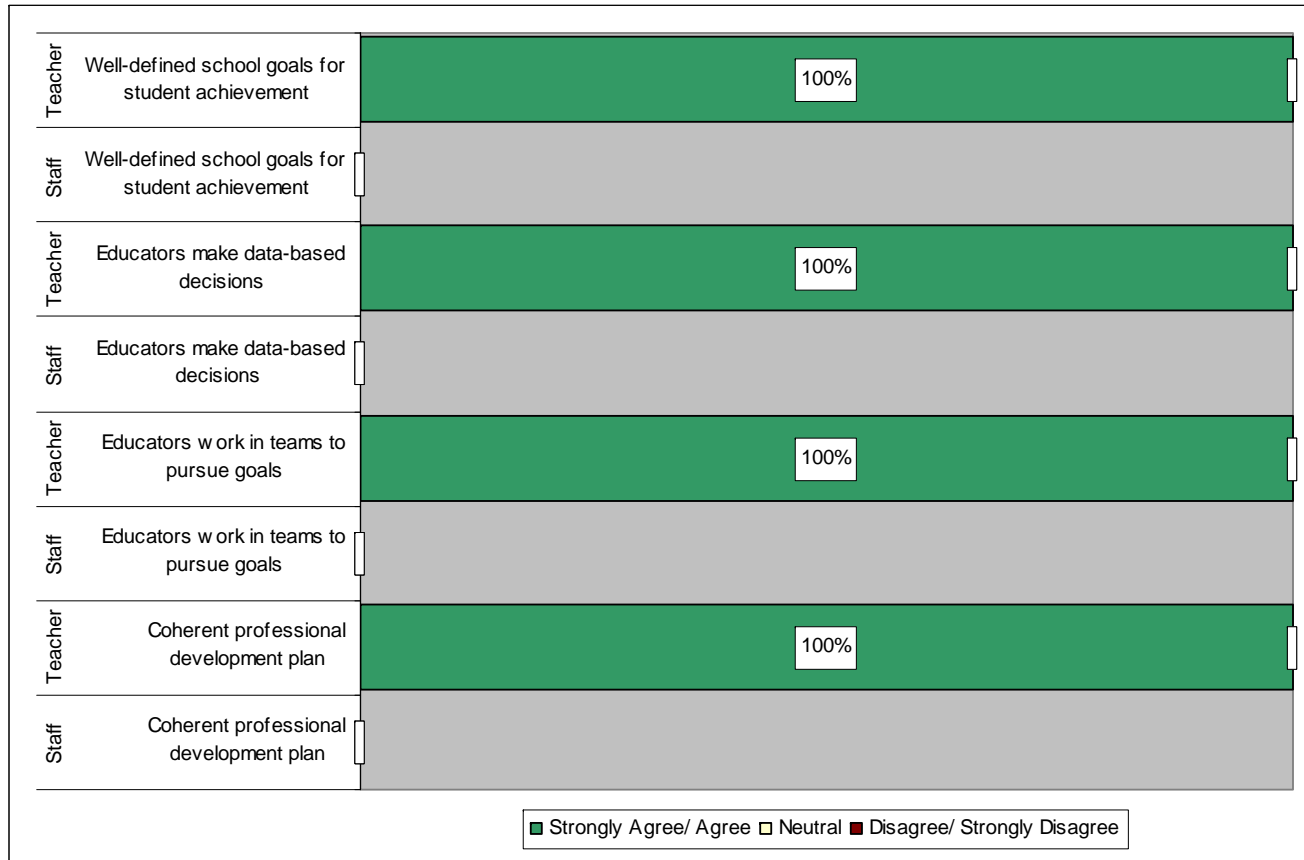 Teacher
Well-defined school goals for
student achievement
100%
Staff
Well-defined school goals for
student achievement
Teacher
Educators make data-based
decisions
100%
Staff
Educators make data-based
decisions
Teacher
Educators work in teams to
pursue goals
100%
Staff
Educators work in teams to
pursue goals
Teacher
Coherent professional
development plan
100%
Staff
Coherent professional
development plan
Strongly Agree/ Agree Neutral Disagree/ Strongly Disagree